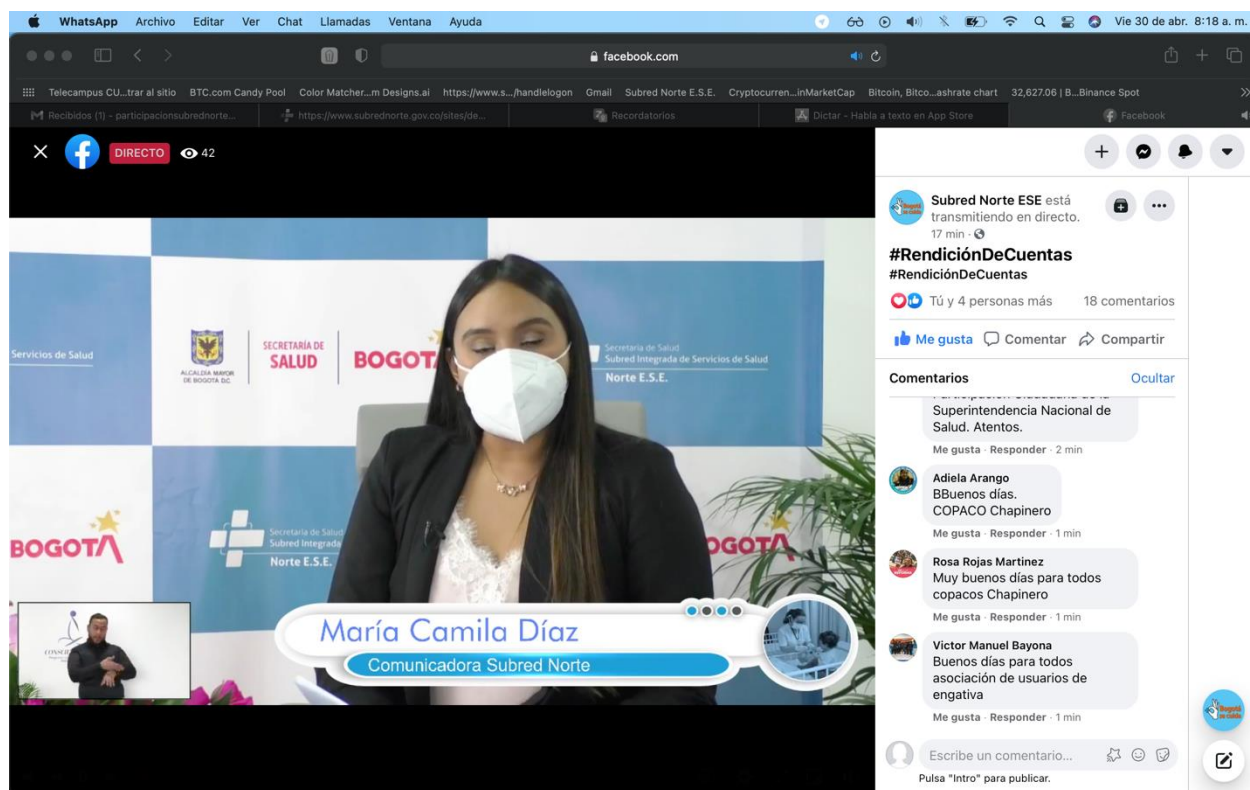 WhatsApp Archivo Editar Ver Chat Llamadas Ventana Ayuda Vie 30 de abr. 8:18 a. m.
facebook.com
Telecampus CU...trar al sitio BTC.com Candy Pool Color Matcher...m Designs.ai https://www.s.../handlelogon Gmail Subred Norte E.S.E. Cryptocurren...inMarketCap Bitcoin, Bitco...ashrate chart 32,627.06 | B...Binance Spot
Recibidos (1) - participacionsubrednorte... https://www.subrednorte.gov.co/sites/de... Recordatorios Dictar - Habla a texto en App Store Facebook
DIRECTO 42
Servicios de Salud
ALCALDÍA MAYOR
DE BOGOTÁ D.C.
SECRETARÍA DE
SALUD
BOGOT
Secretaría de Salud
Subred Integrada de Servicios de Salud
Norte E.S.E.
BOGOTÁ
Secretaría de Salud
Subred Integrada
Norte E.S.E.
OGOTÁ
María Camila Díaz
Comunicadora Subred Norte
Subred Norte ESE está
transmitiendo en directo.
17 min ·
#RendiciónDeCuentas
#RendiciónDeCuentas
Tú y 4 personas más 18 comentarios
Me gusta Comentar Compartir
Comentarios Ocultar
Superintendencia Nacional de
Salud. Atentos.
Me gusta · Responder · 2 min
Adiela Arango
BBuenos días.
COPACO Chapinero
Me gusta · Responder · 1 min
Rosa Rojas Martinez
Muy buenos días para todos
copacos Chapinero
Me gusta · Responder · 1 min
Victor Manuel Bayona
Buenos días para todos
asociación de usuarios de
engativa
Me gusta · Responder · 1 min
Escribe un comentario...
Pulsa "Intro" para publicar.